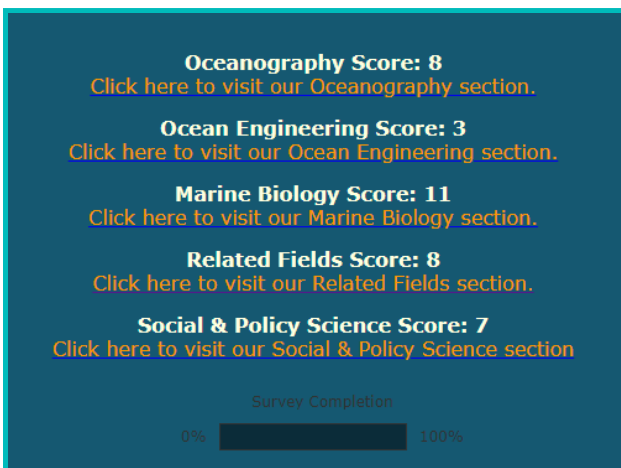 Oceanography Score: 8
Click here to visit our Oceanography section.
Ocean Engineering Score: 3
Click here to visit our Ocean Engineering section.
Marine Biology Score: 11
Click here to visit our Marine Biology section.
Related Fields Score: 8
Click here to visit our Related Fields section.
Social & Policy Science Score: 7
Click here to visit our Social & Policy Science section
Survey Completion
0% 100%